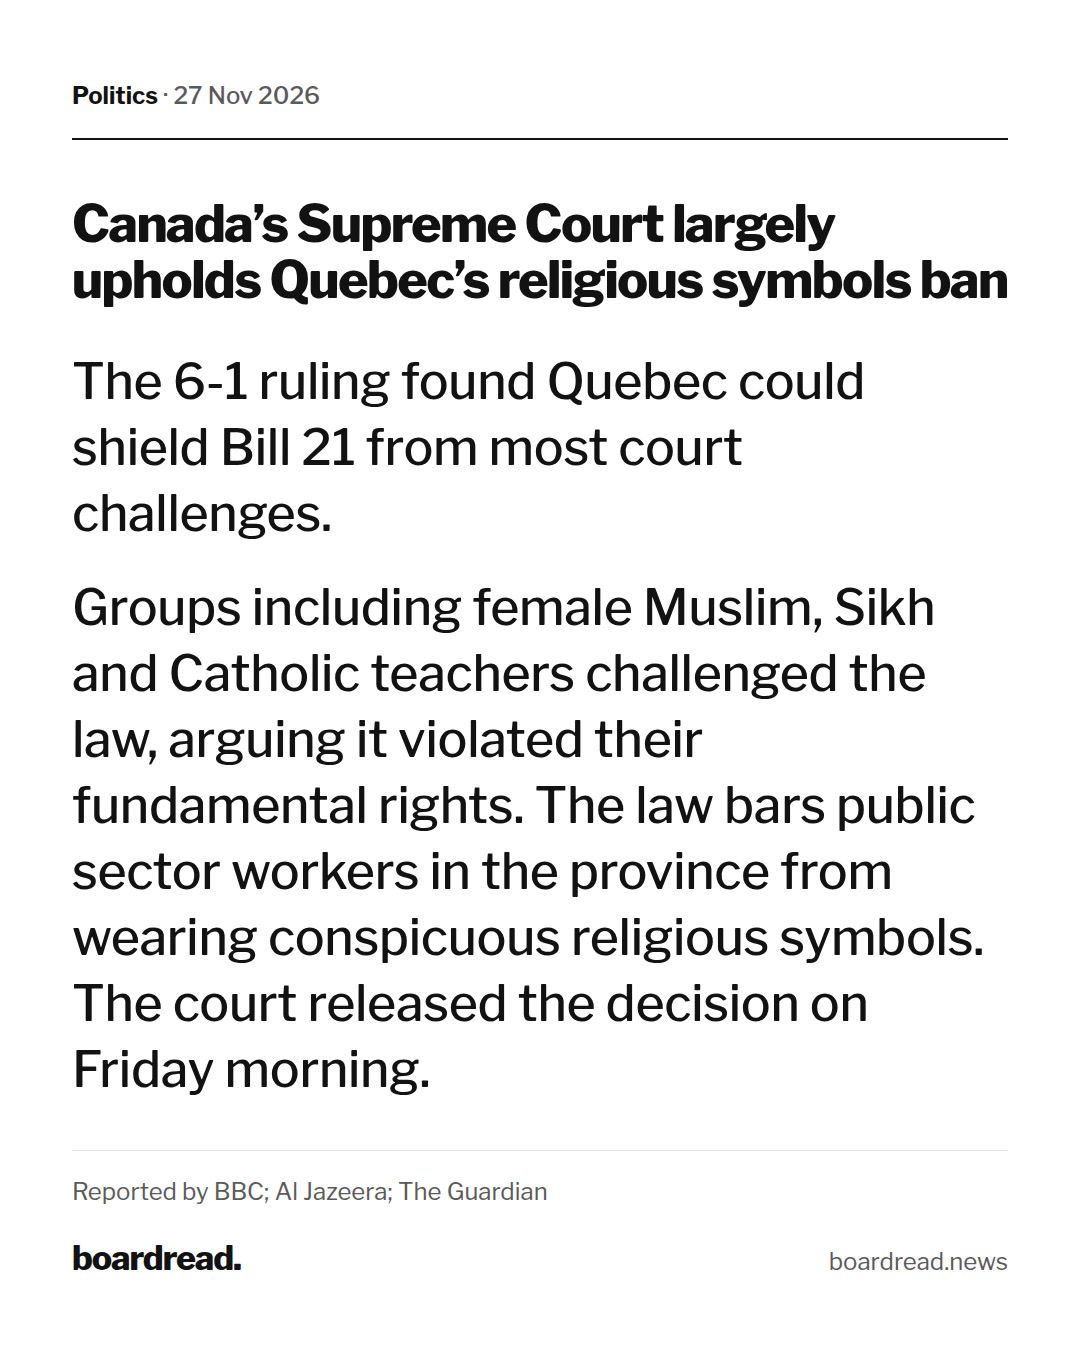 Politics · 27 Nov 2026
Canada’s Supreme Court largely
upholds Quebec’s religious symbols ban
The 6-1 ruling found Quebec could
shield Bill 21 from most court
challenges.
Groups including female Muslim, Sikh
and Catholic teachers challenged the
law, arguing it violated their
fundamental rights. The law bars public
sector workers in the province from
wearing conspicuous religious symbols.
The court released the decision on
Friday morning.
Reported by BBC; Al Jazeera; The Guardian
boardread.
boardread.news